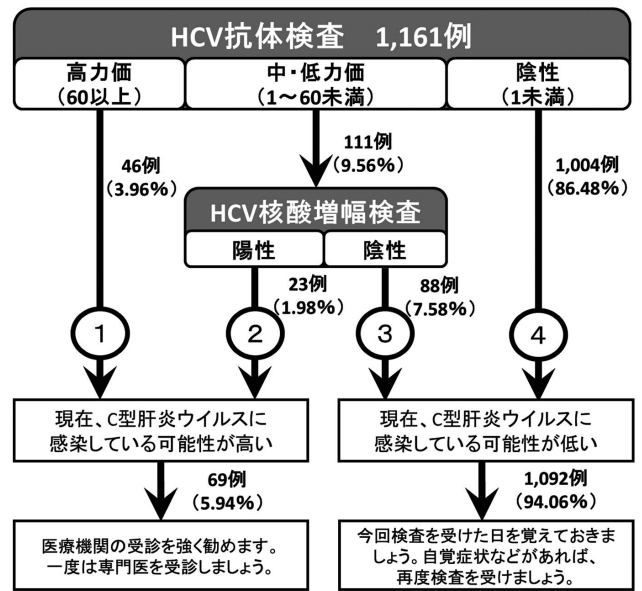 HCV抗体検査　1,161例
高力価
（60以上）
中・低力価
（1～60未満）
陰性
（1未満）
46例
（3.96％）
111例
（9.56％）
1,004例
（86.48％）
HCV核酸増幅検査
陽性
陰性
23例
（1.98％）
88例
（7.58％）
1
2
3
4
現在、C型肝炎ウイルスに
感染している可能性が高い
現在、C型肝炎ウイルスに
感染している可能性が低い
69例
（5.94％）
1,092例
（94.06％）
医療機関の受診を強く勧めます。
一度は専門医を受診しましょう。
今回検査を受けた日を覚えておきま
しょう。自覚症状などがあれば、
再度検査を受けましょう。